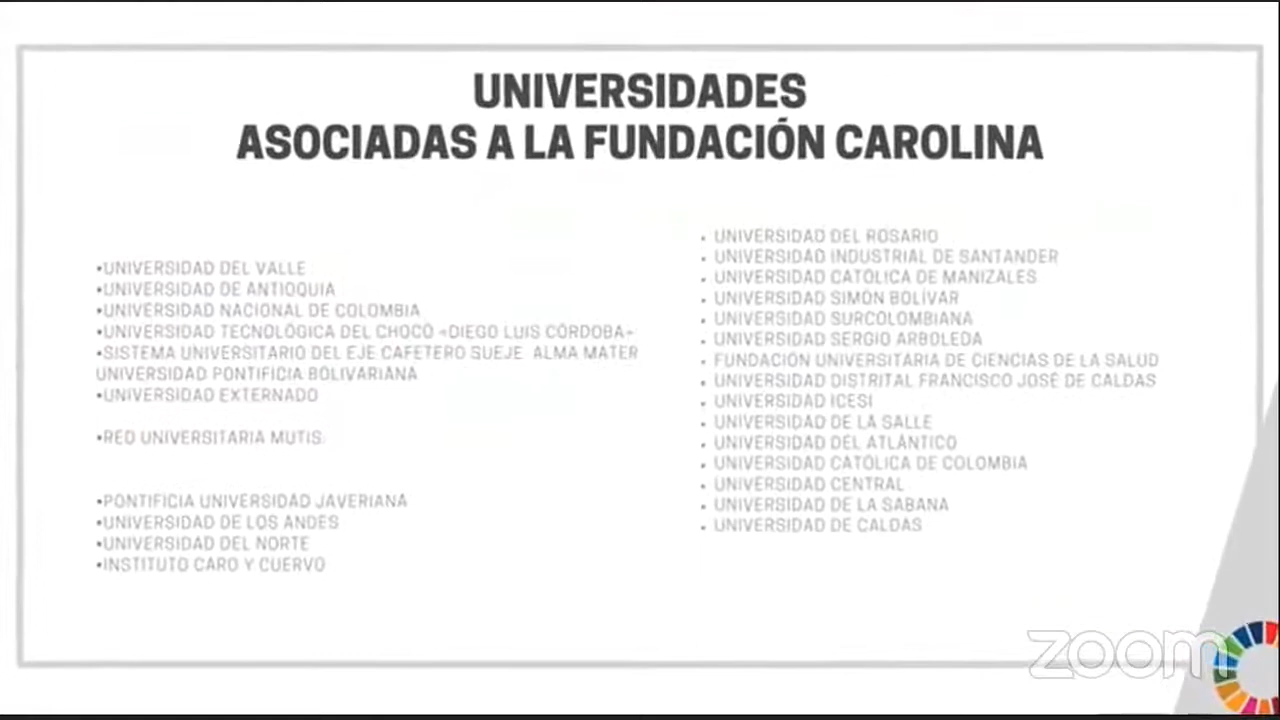 UNIVERSIDADES
ASOCIADAS A LA FUNDACIÓN CAROLINA
•UNIVERSIDAD DEL VALLE
•UNIVERSIDAD DE ANTIOQUIA
•UNIVERSIDAD NACIONAL DE COLOMBIA
•UNIVERSIDAD TECNOLÓGICA DEL CHOCÓ «DIEGO LUIS CÓRDOBA»
•SISTEMA UNIVERSITARIO DEL EJE CAFETERO SUEJE ALMA MATER
UNIVERSIDAD PONTIFICIA BOLIVARIANA
•UNIVERSIDAD EXTERNADO
•RED UNIVERSITARIA MUTIS:
•PONTIFICIA UNIVERSIDAD JAVERIANA
•UNIVERSIDAD DE LOS ANDES
•UNIVERSIDAD DEL NORTE
•INSTITUTO CARO Y CUERVO
• UNIVERSIDAD DEL ROSARIO
• UNIVERSIDAD INDUSTRIAL DE SANTANDER
• UNIVERSIDAD CATÓLICA DE MANIZALES
• UNIVERSIDAD SIMÓN BOLÍVAR
• UNIVERSIDAD SURCOLOMBIANA
• UNIVERSIDAD SERGIO ARBOLEDA
• FUNDACIÓN UNIVERSITARIA DE CIENCIAS DE LA SALUD
• UNIVERSIDAD DISTRITAL FRANCISCO JOSÉ DE CALDAS
• UNIVERSIDAD ICESI
• UNIVERSIDAD DE LA SALLE
• UNIVERSIDAD DEL ATLÁNTICO
• UNIVERSIDAD CATÓLICA DE COLOMBIA
• UNIVERSIDAD CENTRAL
• UNIVERSIDAD DE LA SABANA
• UNIVERSIDAD DE CALDAS
zoom